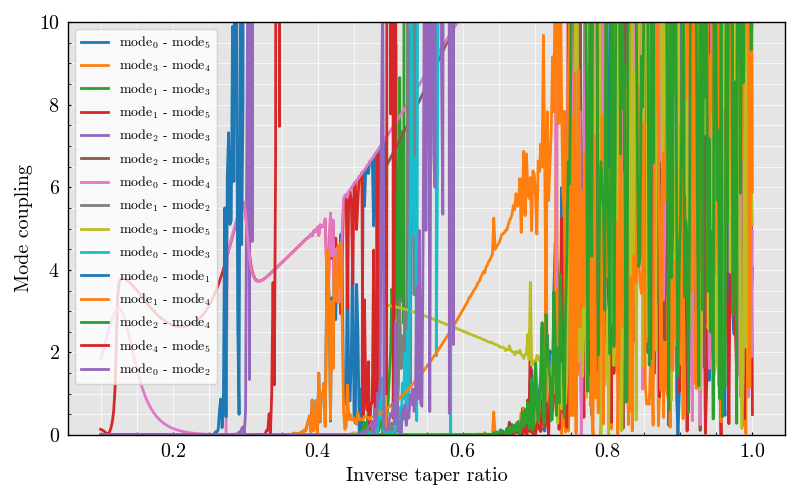 10
8
6
4
2
0
Mode coupling
mode₀ - mode₅
mode₃ - mode₄
mode₁ - mode₃
mode₁ - mode₅
mode₂ - mode₃
mode₂ - mode₅
mode₀ - mode₄
mode₁ - mode₂
mode₃ - mode₅
mode₀ - mode₃
mode₀ - mode₁
mode₁ - mode₄
mode₂ - mode₄
mode₄ - mode₅
mode₀ - mode₂
0.2 0.4 0.6 0.8 1.0
Inverse taper ratio